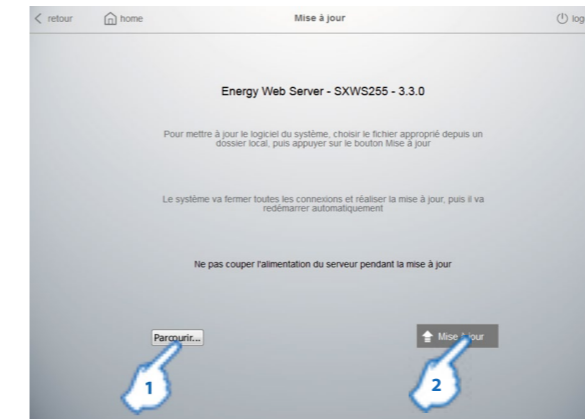 retour home Mise à jour log
Energy Web Server - SXWS255 - 3.3.0
Pour mettre à jour le logiciel du système, choisir le fichier approprié depuis un
dossier local, puis appuyer sur le bouton Mise à jour
Le système va fermer toutes les connexions et réaliser la mise à jour, puis il va
redémarrer automatiquement
Ne pas couper l'alimentation du serveur pendant la mise à jour
Parcourir... Mise à jour
1 2